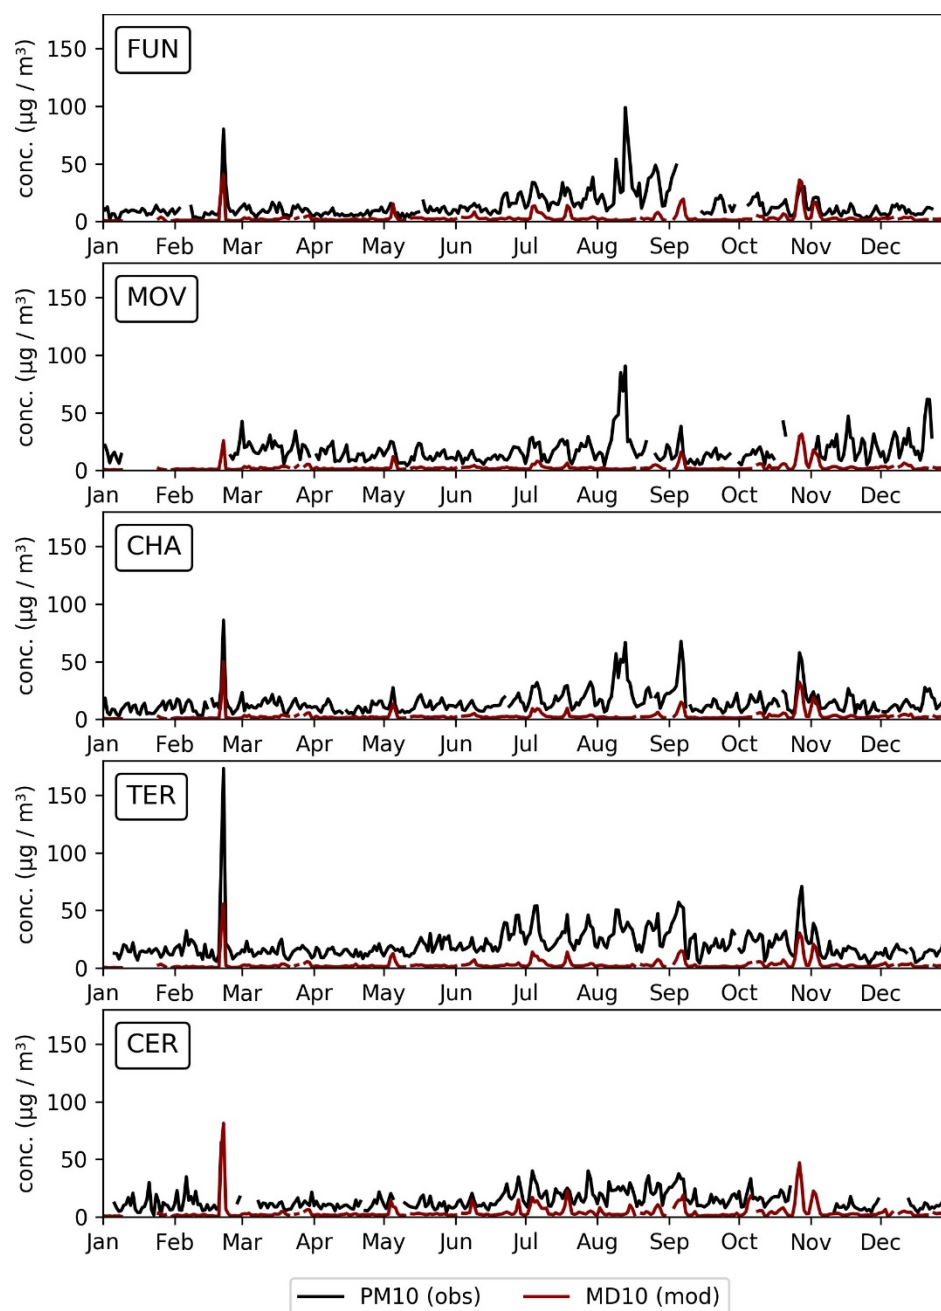 FUN
conc. (µg / m³)
150
100
50
0
Jan Feb Mar Apr May Jun Jul Aug Sep Oct Nov Dec
MOV
conc. (µg / m³)
150
100
50
0
Jan Feb Mar Apr May Jun Jul Aug Sep Oct Nov Dec
CHA
conc. (µg / m³)
150
100
50
0
Jan Feb Mar Apr May Jun Jul Aug Sep Oct Nov Dec
TER
conc. (µg / m³)
150
100
50
0
Jan Feb Mar Apr May Jun Jul Aug Sep Oct Nov Dec
CER
conc. (µg / m³)
150
100
50
0
Jan Feb Mar Apr May Jun Jul Aug Sep Oct Nov Dec
PM10 (obs) MD10 (mod)